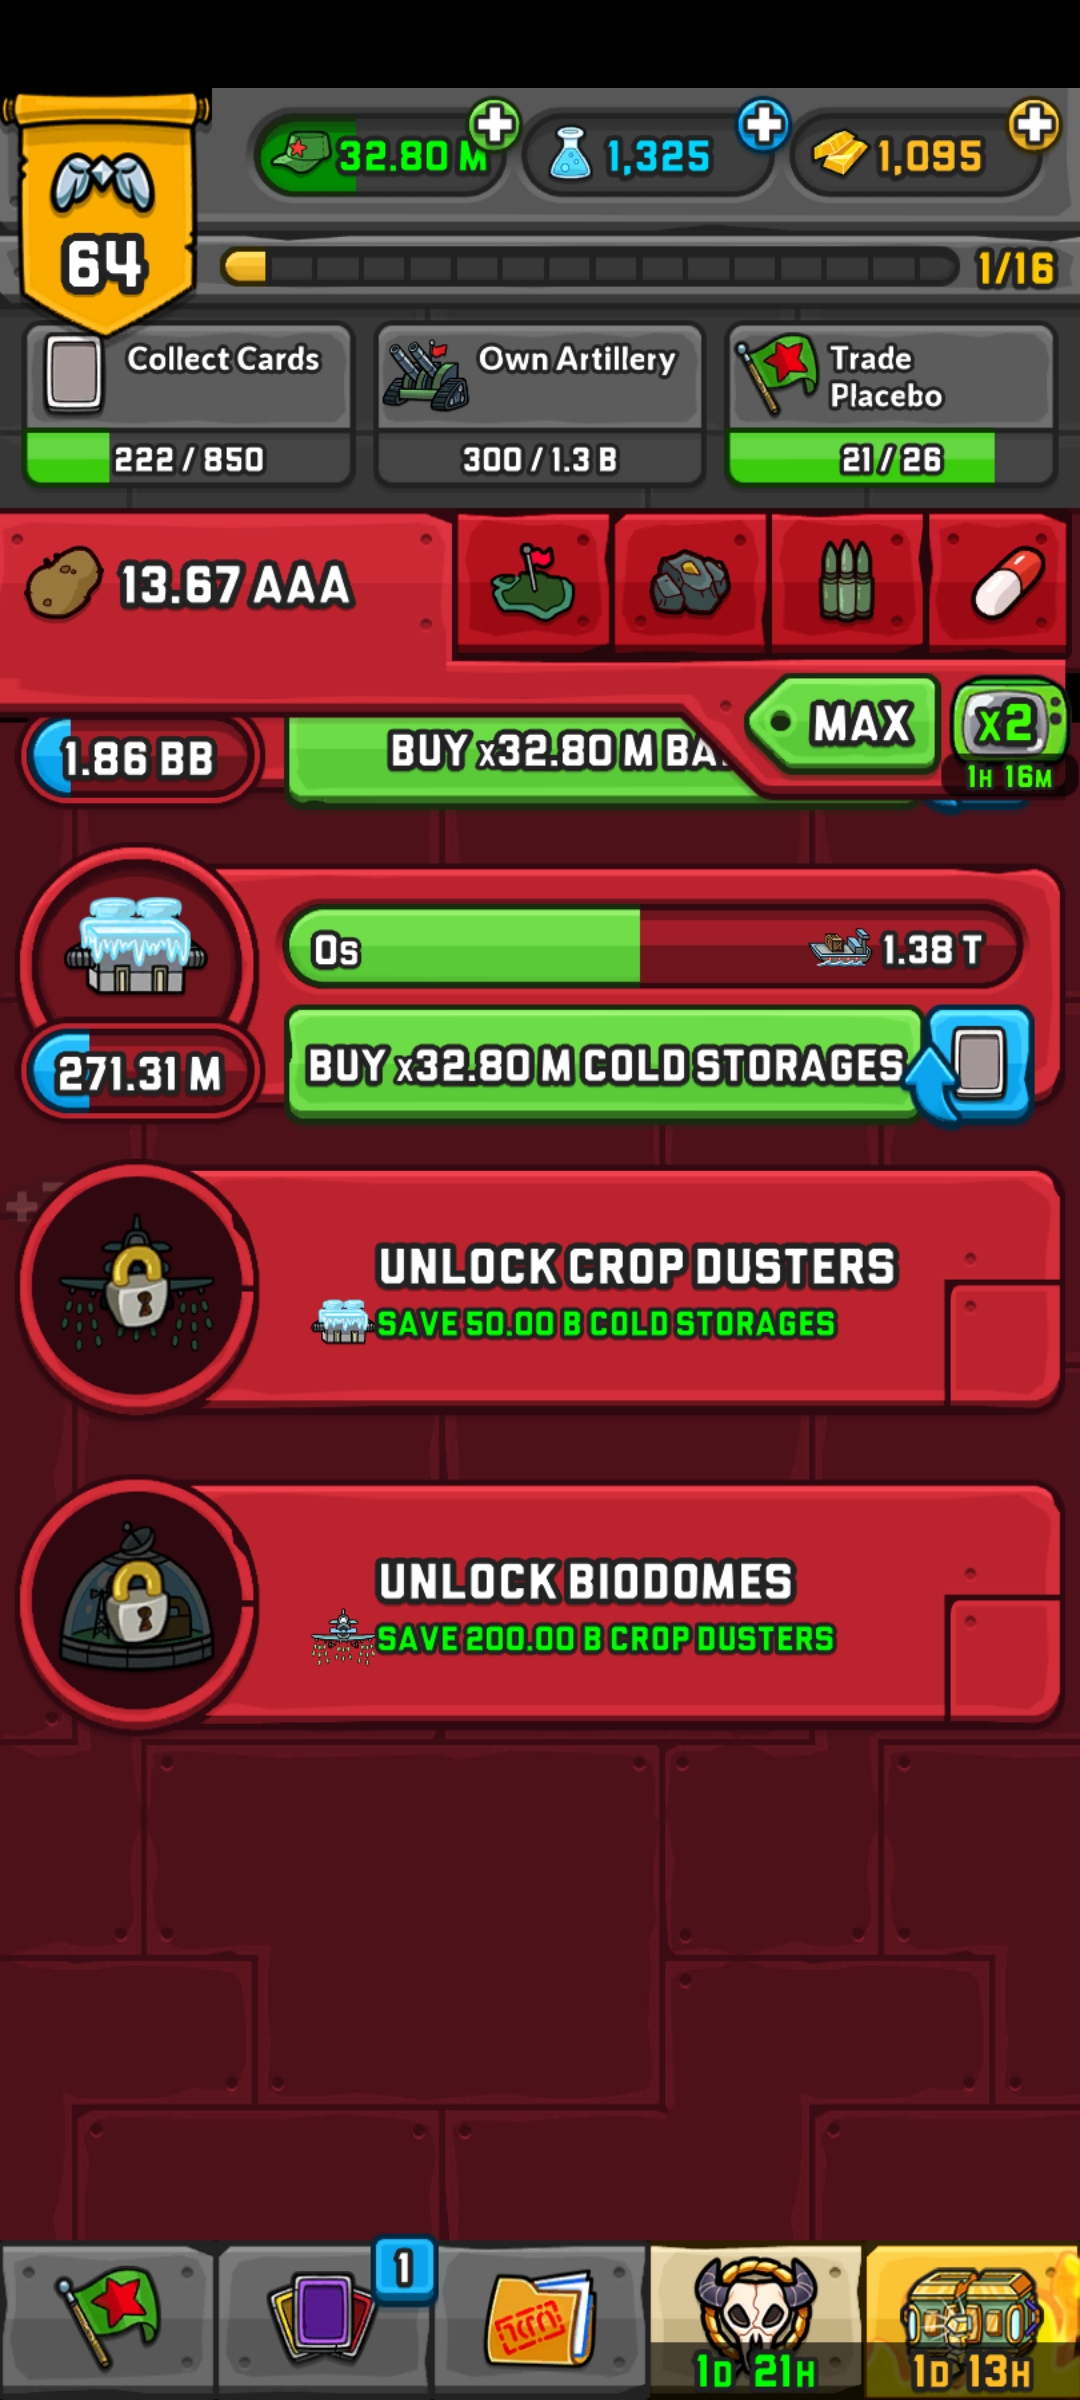 64
32.80 M
1,325
1,095
1/16
Collect Cards
222 / 850
Own Artillery
300 / 1.3 B
Trade
Placebo
21 / 26
13.67 AAA
MAX
x2
1H 16M
1.86 BB
BUY x32.80 M BA
0s
1.38 T
271.31 M
BUY x32.80 M COLD STORAGES
UNLOCK CROP DUSTERS
SAVE 50.00 B COLD STORAGES
UNLOCK BIODOMES
SAVE 200.00 B CROP DUSTERS
1
1D 21H
1D 13H